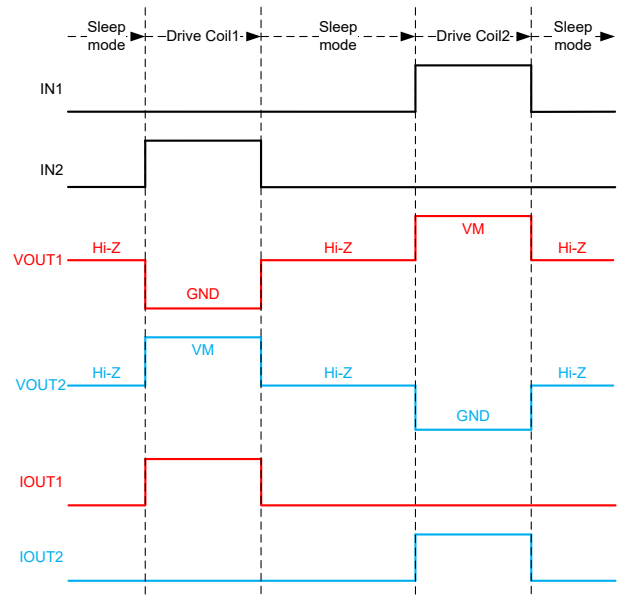 Sleep mode
Drive Coil1
Sleep mode
Drive Coil2
Sleep mode
IN1
IN2
VOUT1
Hi-Z
GND
Hi-Z
VM
Hi-Z
VOUT2
Hi-Z
VM
Hi-Z
GND
Hi-Z
IOUT1
IOUT2